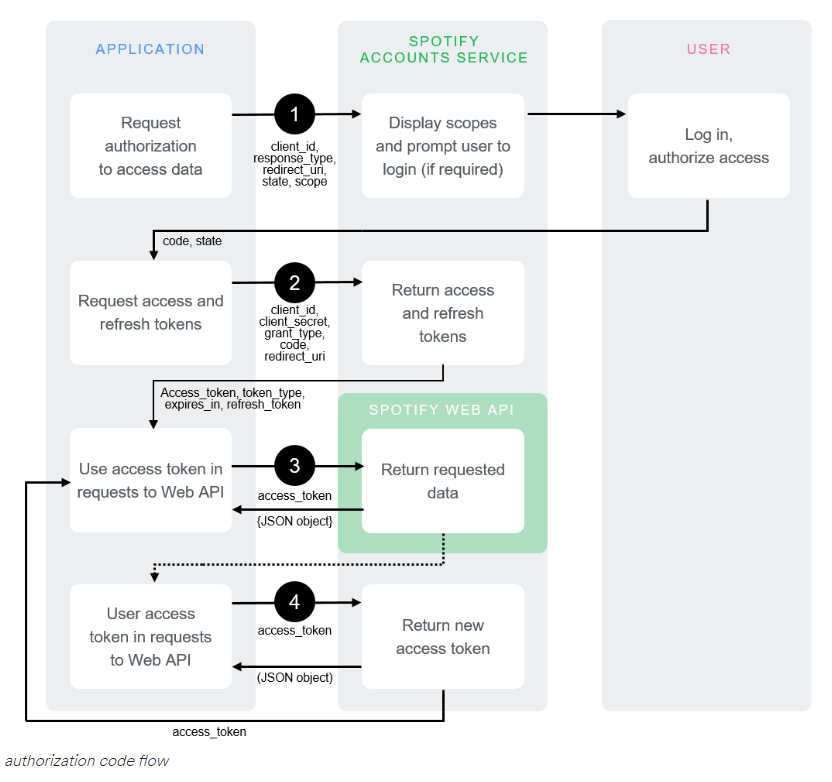 APPLICATION
SPOTIFY
ACCOUNTS SERVICE
USER
Request
authorization
to access data
1
client_id,
response_type,
redirect_uri,
state, scope
Display scopes
and prompt user to
login (if required)
Log in,
authorize access
code, state
Request access and
refresh tokens
2
client_id,
client_secret,
grant_type,
code,
redirect_uri
Return access
and refresh
tokens
Access_token, token_type,
expires_in, refresh_token
SPOTIFY WEB API
Use access token in
requests to Web API
3
access_token
{JSON object}
Return requested
data
User access
token in requests
to Web API
4
access_token
(JSON object)
Return new
access token
access_token
authorization code flow